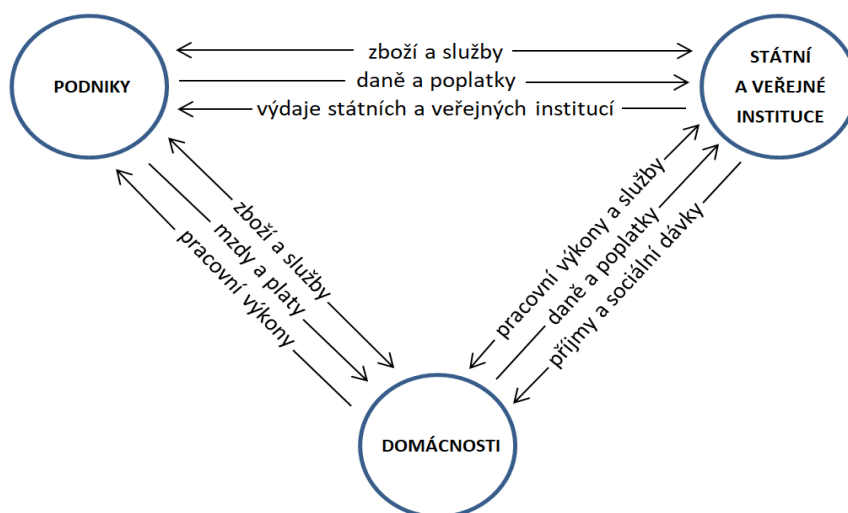 PODNIKY
zboží a služby
daně a poplatky
výdaje státních a veřejných institucí
STÁTNÍ
A VEŘEJNÉ
INSTITUCE
zboží a služby
mzdy a platy
pracovní výkony
pracovní výkony a služby
daně a poplatky
příjmy a sociální dávky
DOMÁCNOSTI